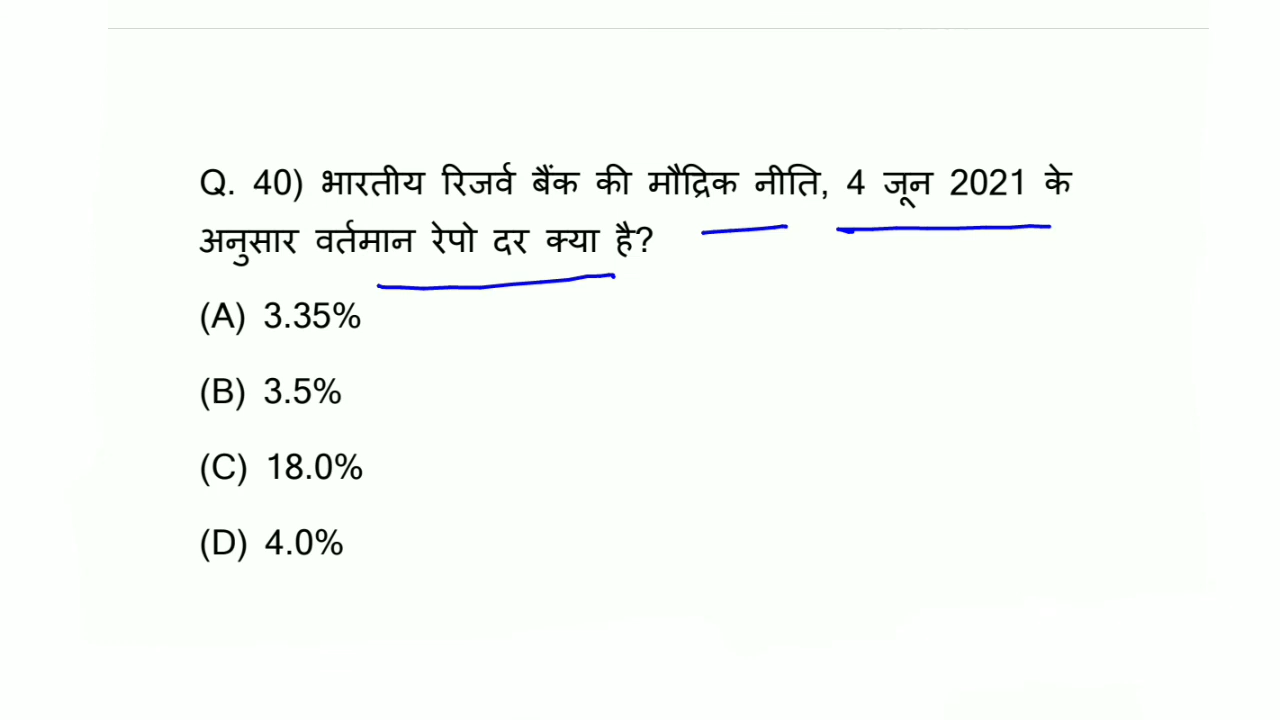 Q. 40) भारतीय रिजर्व बैंक की मौद्रिक नीति, 4 जून 2021 के
अनुसार वर्तमान रेपो दर क्या है?
(A) 3.35%
(B) 3.5%
(C) 18.0%
(D) 4.0%